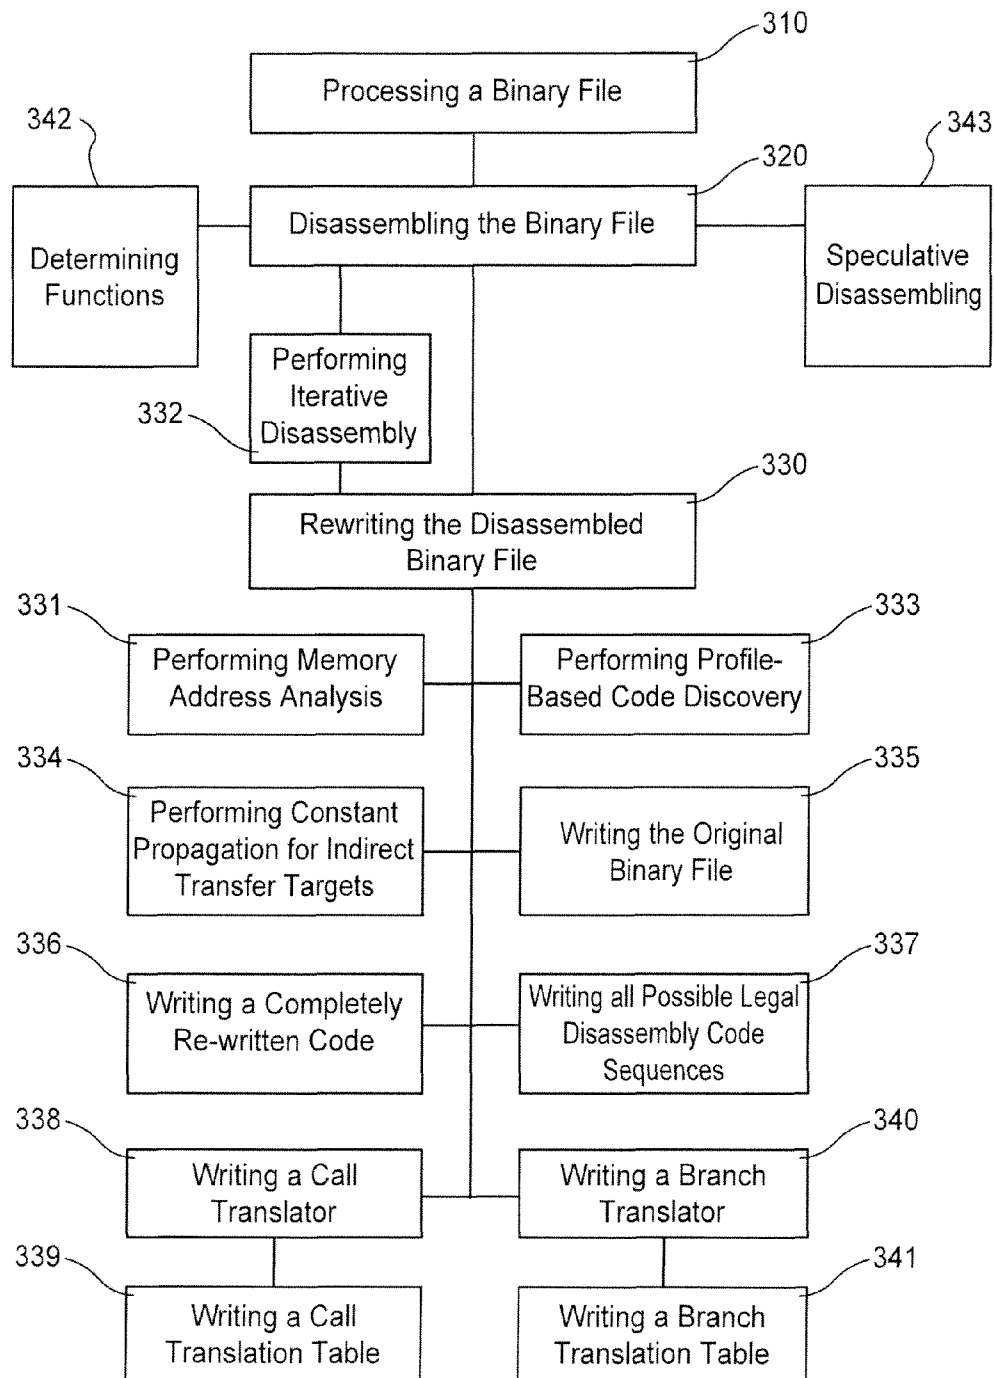 310
Processing a Binary File
342
320
343
Disassembling the Binary File
Determining
Functions
Speculative
Disassembling
Performing
Iterative
Disassembly
332
330
Rewriting the Disassembled
Binary File
331
333
Performing Memory
Address Analysis
Performing Profile-
Based Code Discovery
334
335
Performing Constant
Propagation for Indirect
Transfer Targets
Writing the Original
Binary File
336
337
Writing a Completely
Re-written Code
Writing all Possible Legal
Disassembly Code
Sequences
338
340
Writing a Call
Translator
Writing a Branch
Translator
339
341
Writing a Call
Translation Table
Writing a Branch
Translation Table